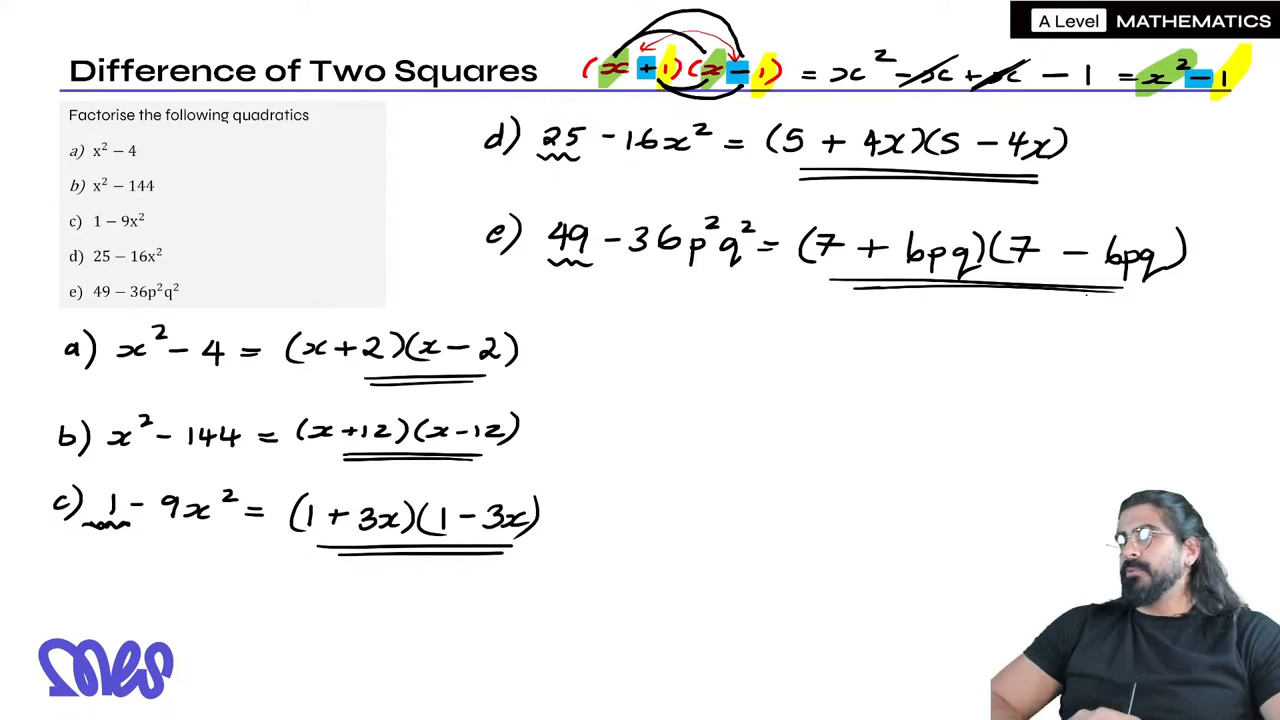 A Level MATHEMATICS
Difference of Two Squares (x + 1)(x − 1) = x² − x + x − 1 = x² − 1
Factorise the following quadratics
a) x² − 4
b) x² − 144
c) 1 − 9x²
d) 25 − 16x²
e) 49 − 36p²q²
d) 25 − 16x² = (5 + 4x)(5 − 4x)
e) 49 − 36p²q² = (7 + 6pq)(7 − 6pq)
a) x² − 4 = (x + 2)(x − 2)
b) x² − 144 = (x + 12)(x − 12)
c) 1 − 9x² = (1 + 3x)(1 − 3x)
mes